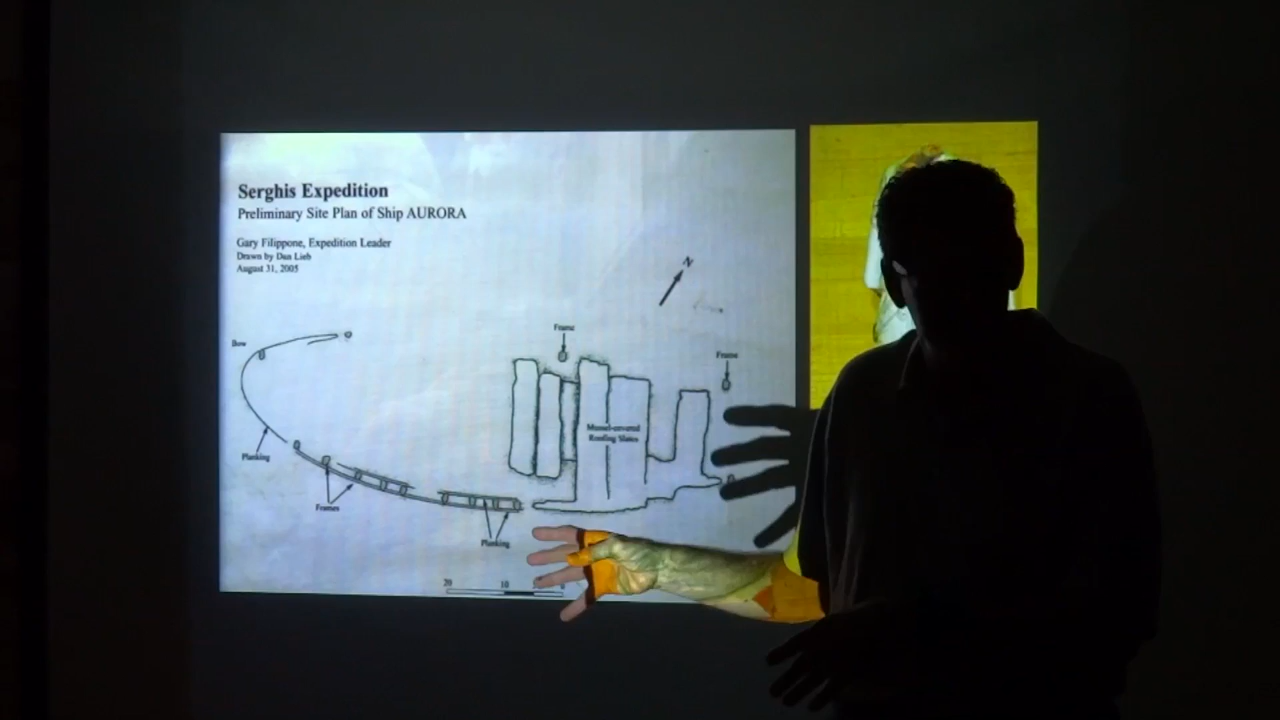 Serghis Expedition
Preliminary Site Plan of Ship AURORA
Gary Filippone, Expedition Leader
Drawn by Dan Lieb
August 31, 2005
N
Bow
Frame
Frame
Mussel-covered
Roofing Slates
Planking
Frames
Planking
20 10